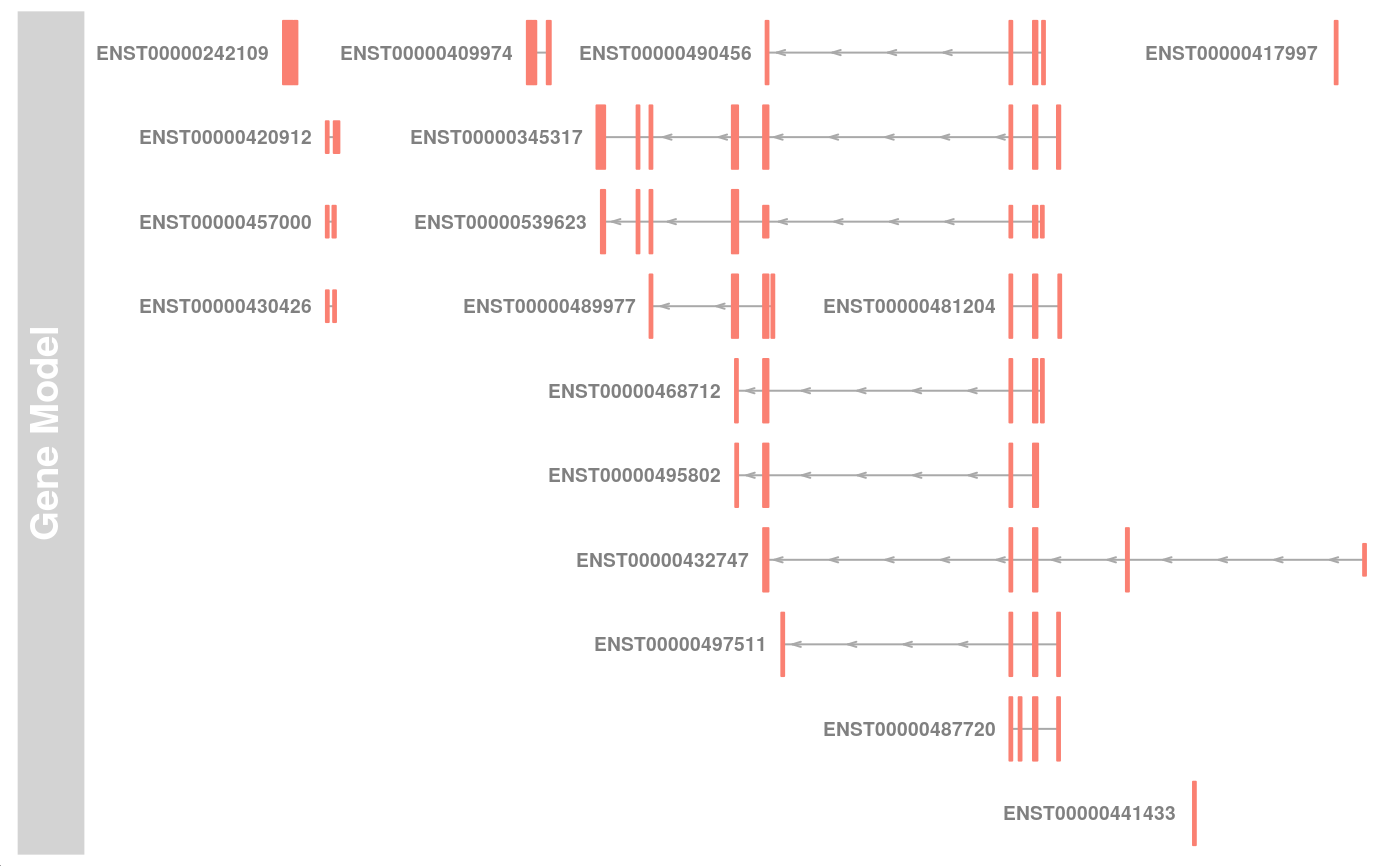 Gene Model
ENST00000242109 ENST00000409974 ENST00000490456 ENST00000417997
ENST00000420912 ENST00000345317
ENST00000457000 ENST00000539623
ENST00000430426 ENST00000489977 ENST00000481204
ENST00000468712
ENST00000495802
ENST00000432747
ENST00000497511
ENST00000487720
ENST00000441433